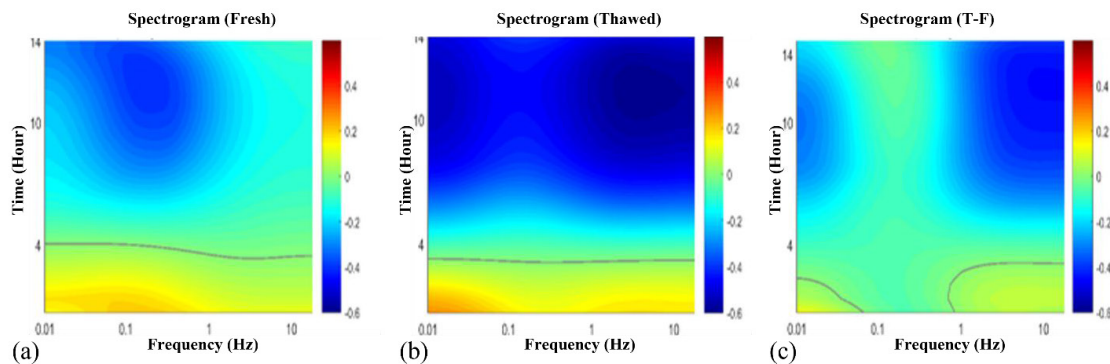 Spectrogram (Fresh)
14
10
4
Time (Hour)
0.01 0.1 1 10
Frequency (Hz)
0.4
0.2
0
-0.2
-0.4
-0.6
(a)
Spectrogram (Thawed)
14
10
4
Time (Hour)
0.01 0.1 1 10
Frequency (Hz)
0.4
0.2
0
-0.2
-0.4
-0.6
(b)
Spectrogram (T-F)
14
10
4
Time (Hour)
0.01 0.1 1 10
Frequency (Hz)
0.4
0.2
0
-0.2
-0.4
-0.6
(c)